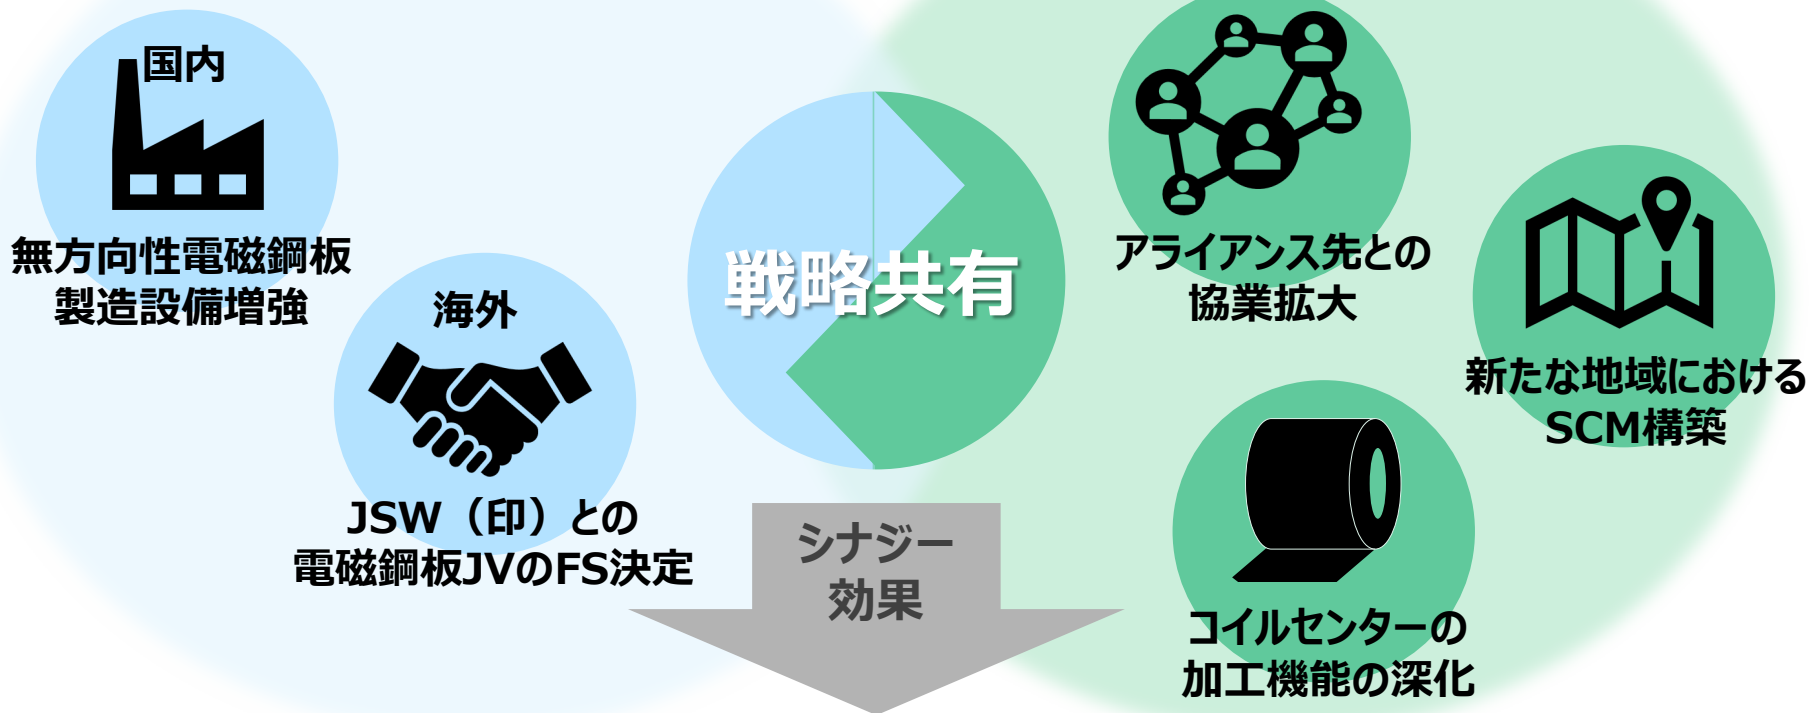 国内
無方向性電磁鋼板
製造設備増強
海外
JSW（印）との
電磁鋼板JVのFS決定
戦略共有
シナジー
効果
アライアンス先との
協業拡大
新たな地域における
SCM構築
コイルセンターの
加工機能の深化